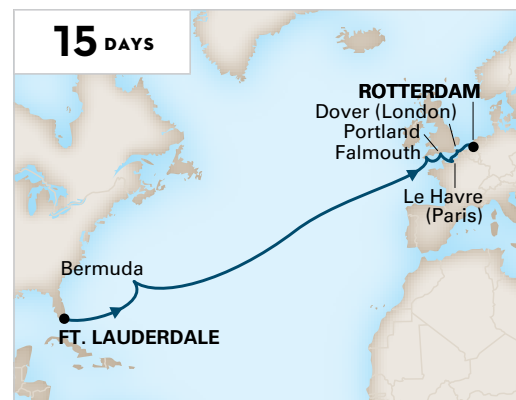 15 DAYS
ROTTERDAM
Dover (London)
Portland
Falmouth
Le Havre
(Paris)
Bermuda
FT. LAUDERDALE